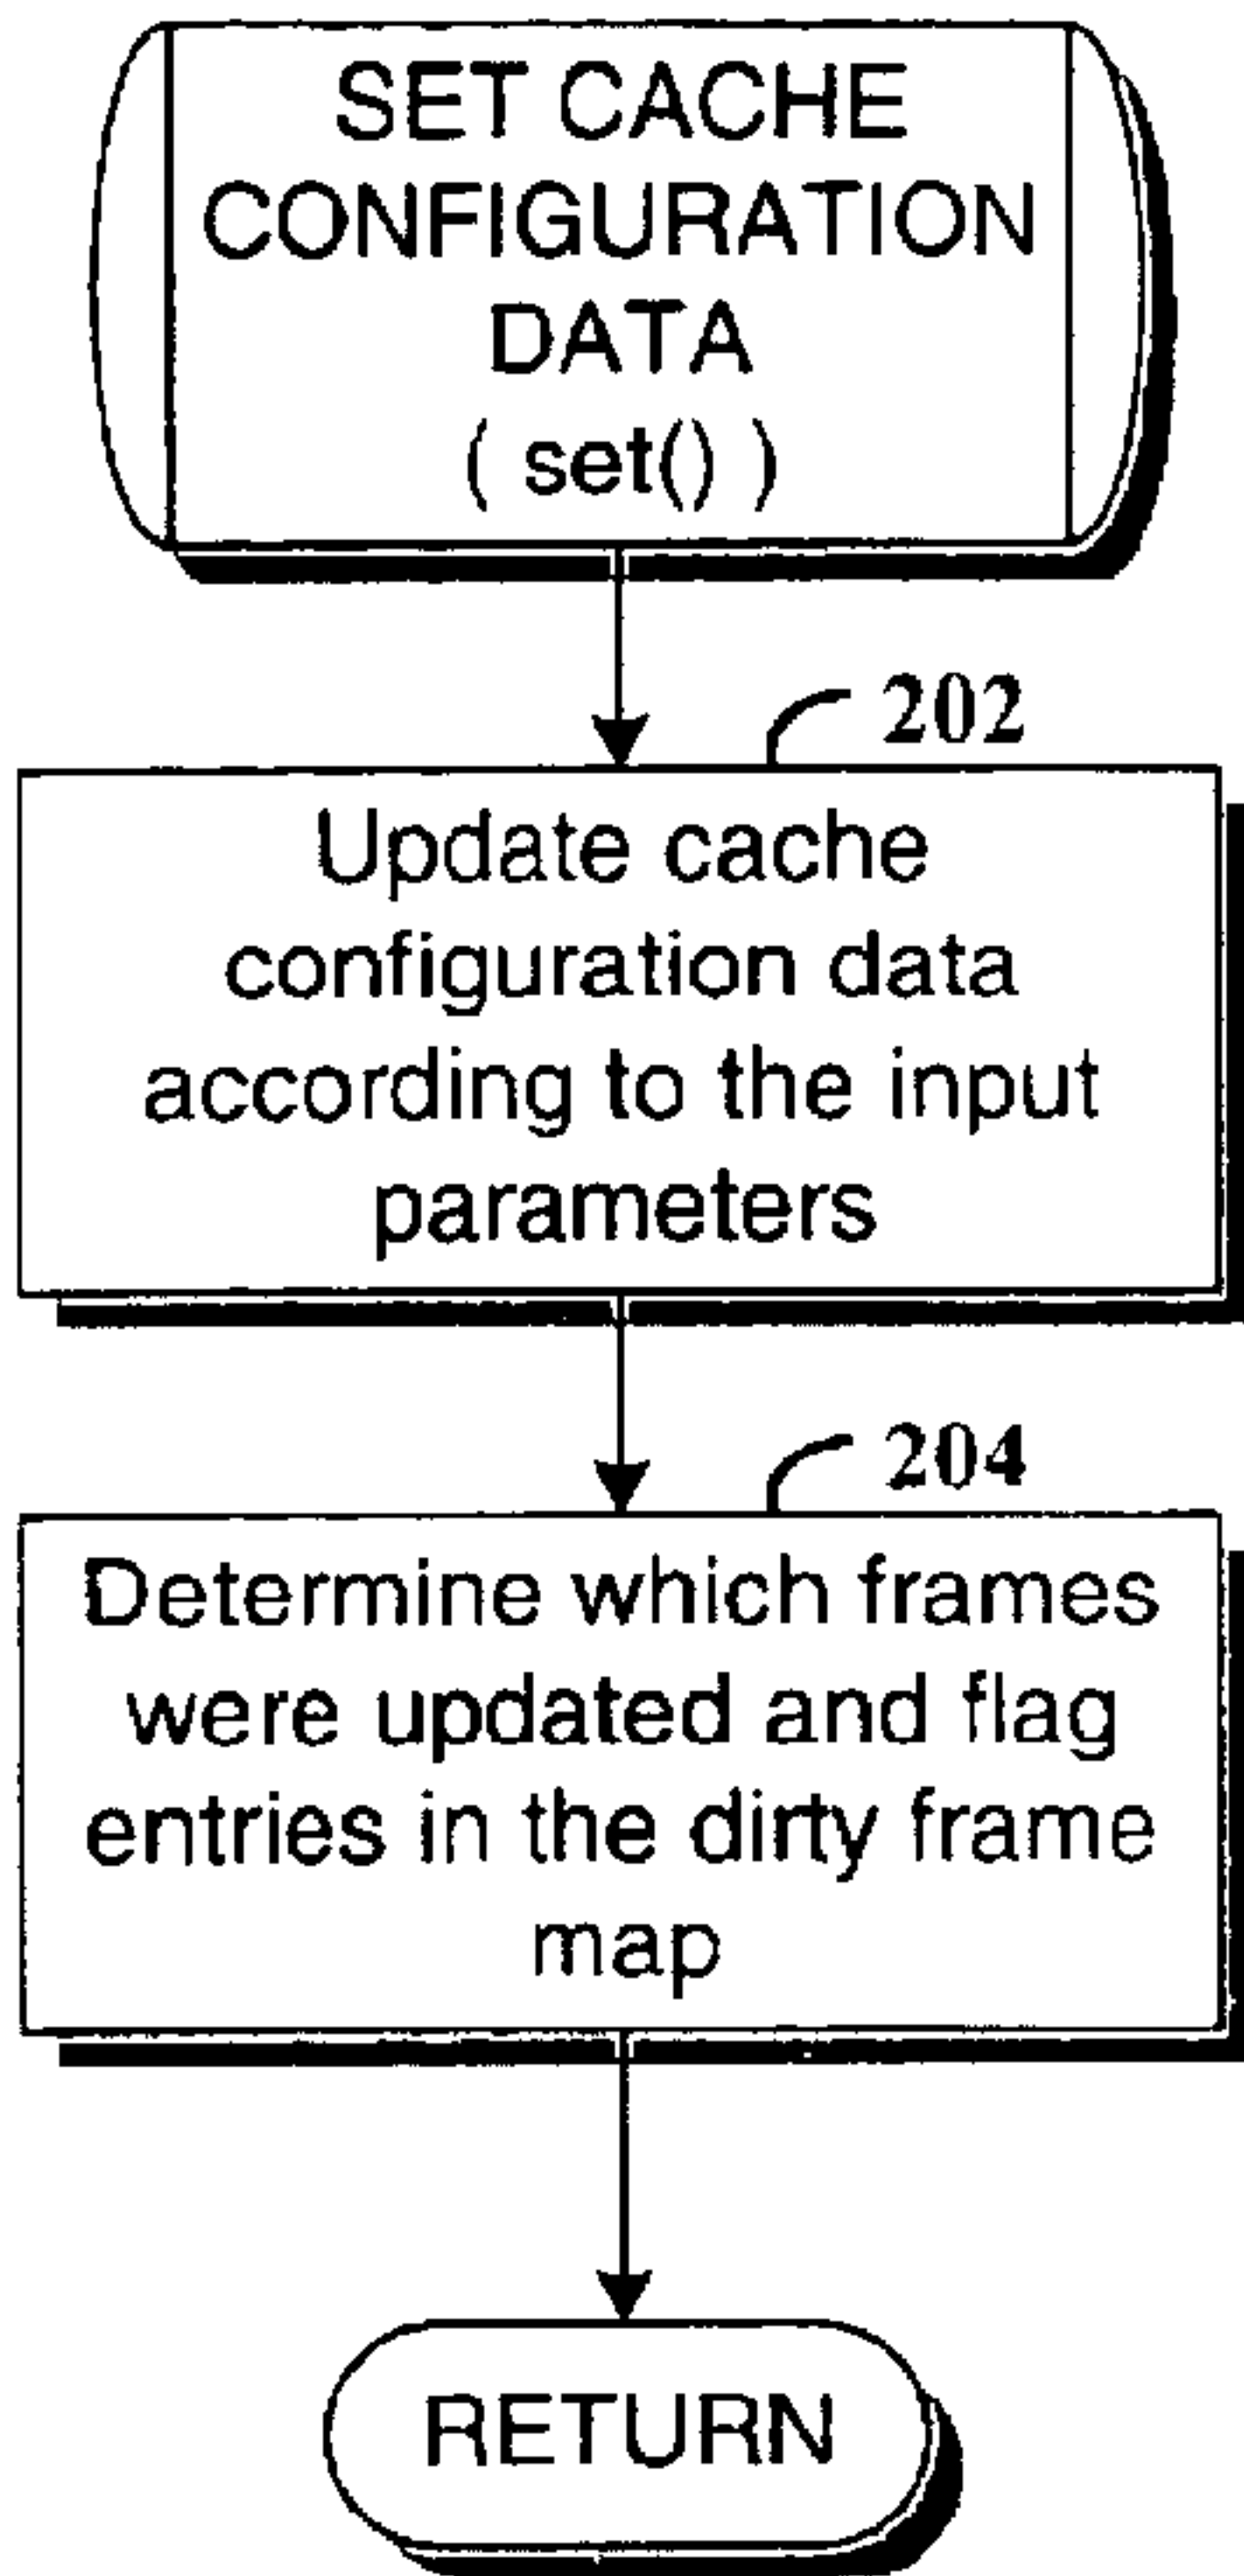 SET CACHE
CONFIGURATION
DATA
( set() )
202
Update cache
configuration data
according to the input
parameters
204
Determine which frames
were updated and flag
entries in the dirty frame
map
RETURN